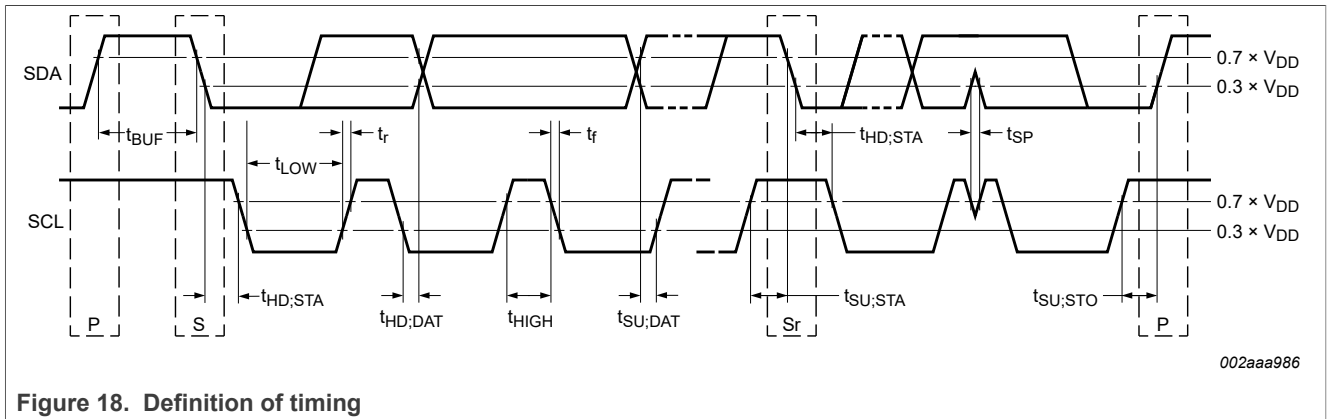 SDA
0.7 × VDD
0.3 × VDD
tBUF
tLOW
tr
tf
tHD;STA
tSP
SCL
0.7 × VDD
0.3 × VDD
tHD;STA
tHD;DAT
tHIGH
tSU;DAT
tSU;STA
tSU;STO
P
S
Sr
P
002aaa986
Figure 18. Definition of timing